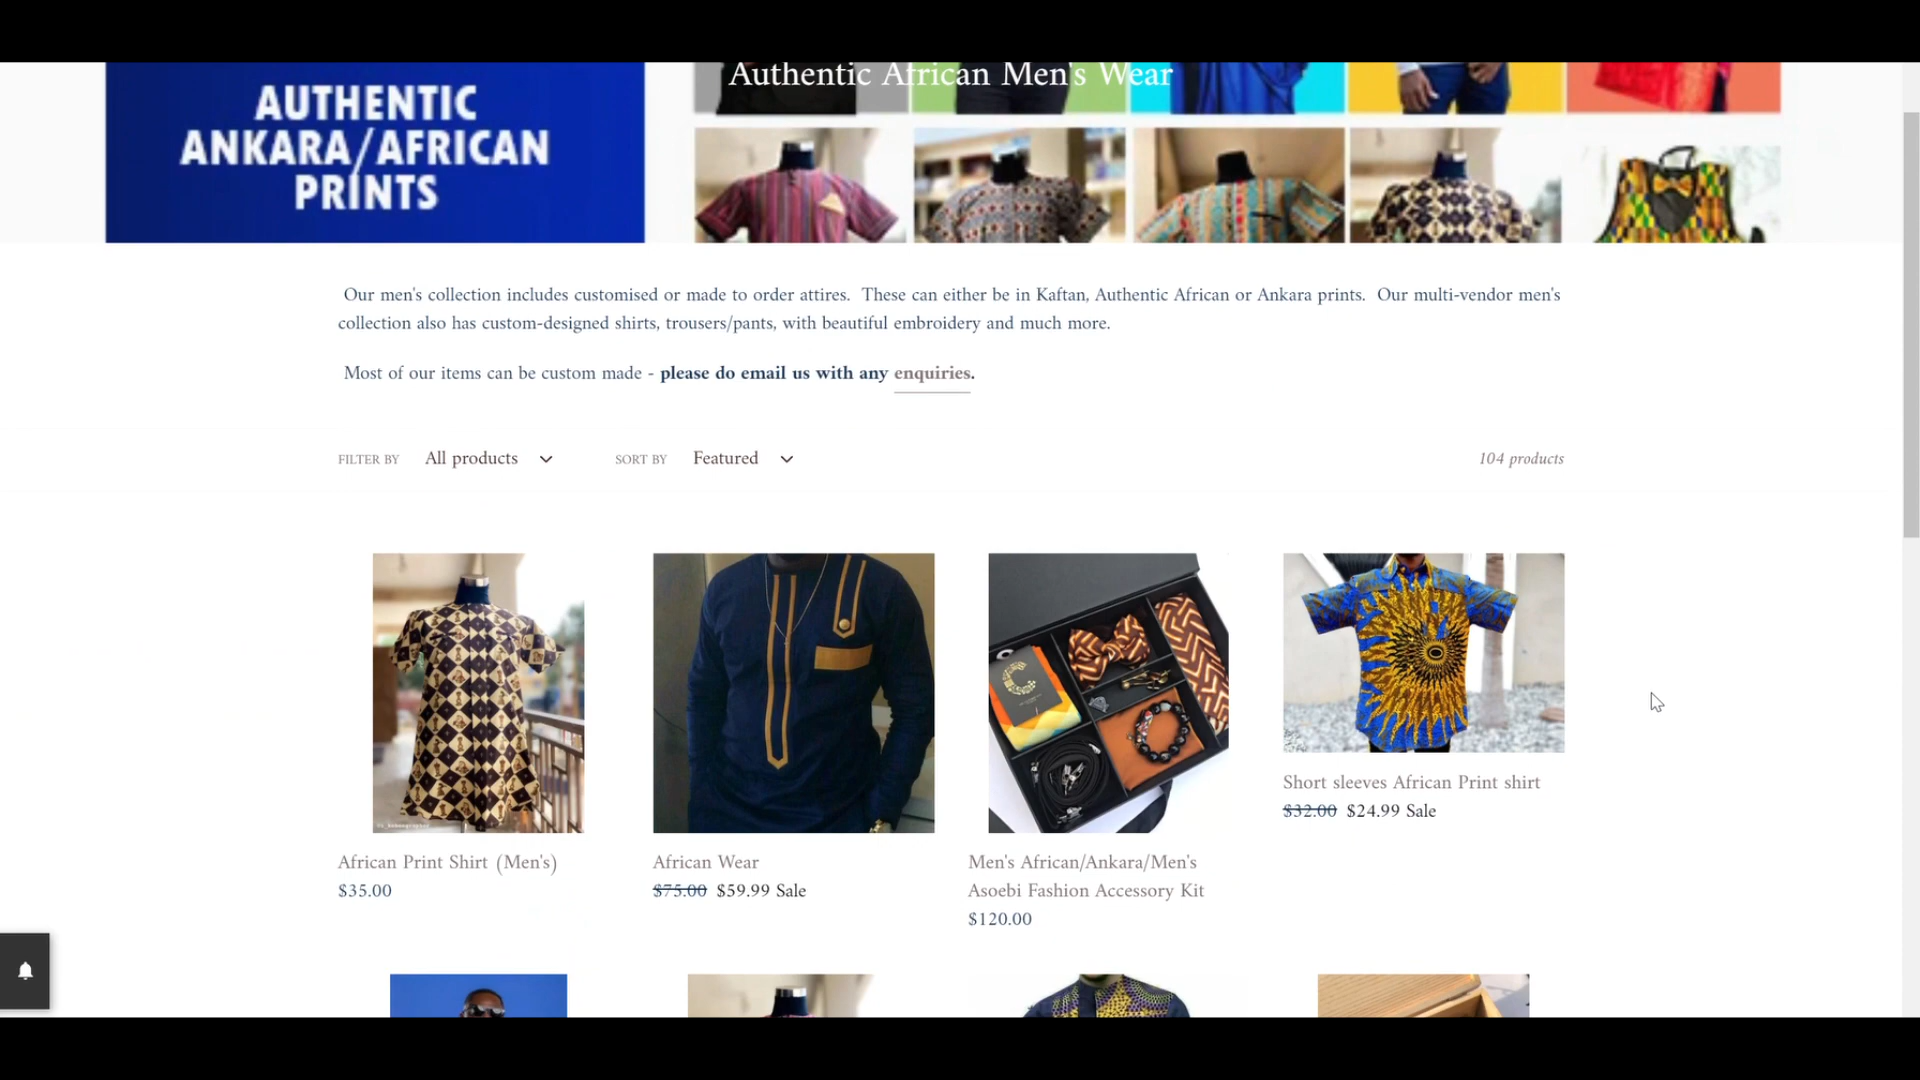 Authentic African Men's Wear
AUTHENTIC
ANKARA/AFRICAN
PRINTS
Our men's collection includes customised or made to order attires. These can either be in Kaftan, Authentic African or Ankara prints. Our multi-vendor men's
collection also has custom-designed shirts, trousers/pants, with beautiful embroidery and much more.
Most of our items can be custom made - please do email us with any enquiries.
FILTER BY All products SORT BY Featured 104 products
African Print Shirt (Men's)
$35.00
African Wear
$75.00 $59.99 Sale
Men's African/Ankara/Men's
Asoebi Fashion Accessory Kit
$120.00
Short sleeves African Print shirt
$32.00 $24.99 Sale